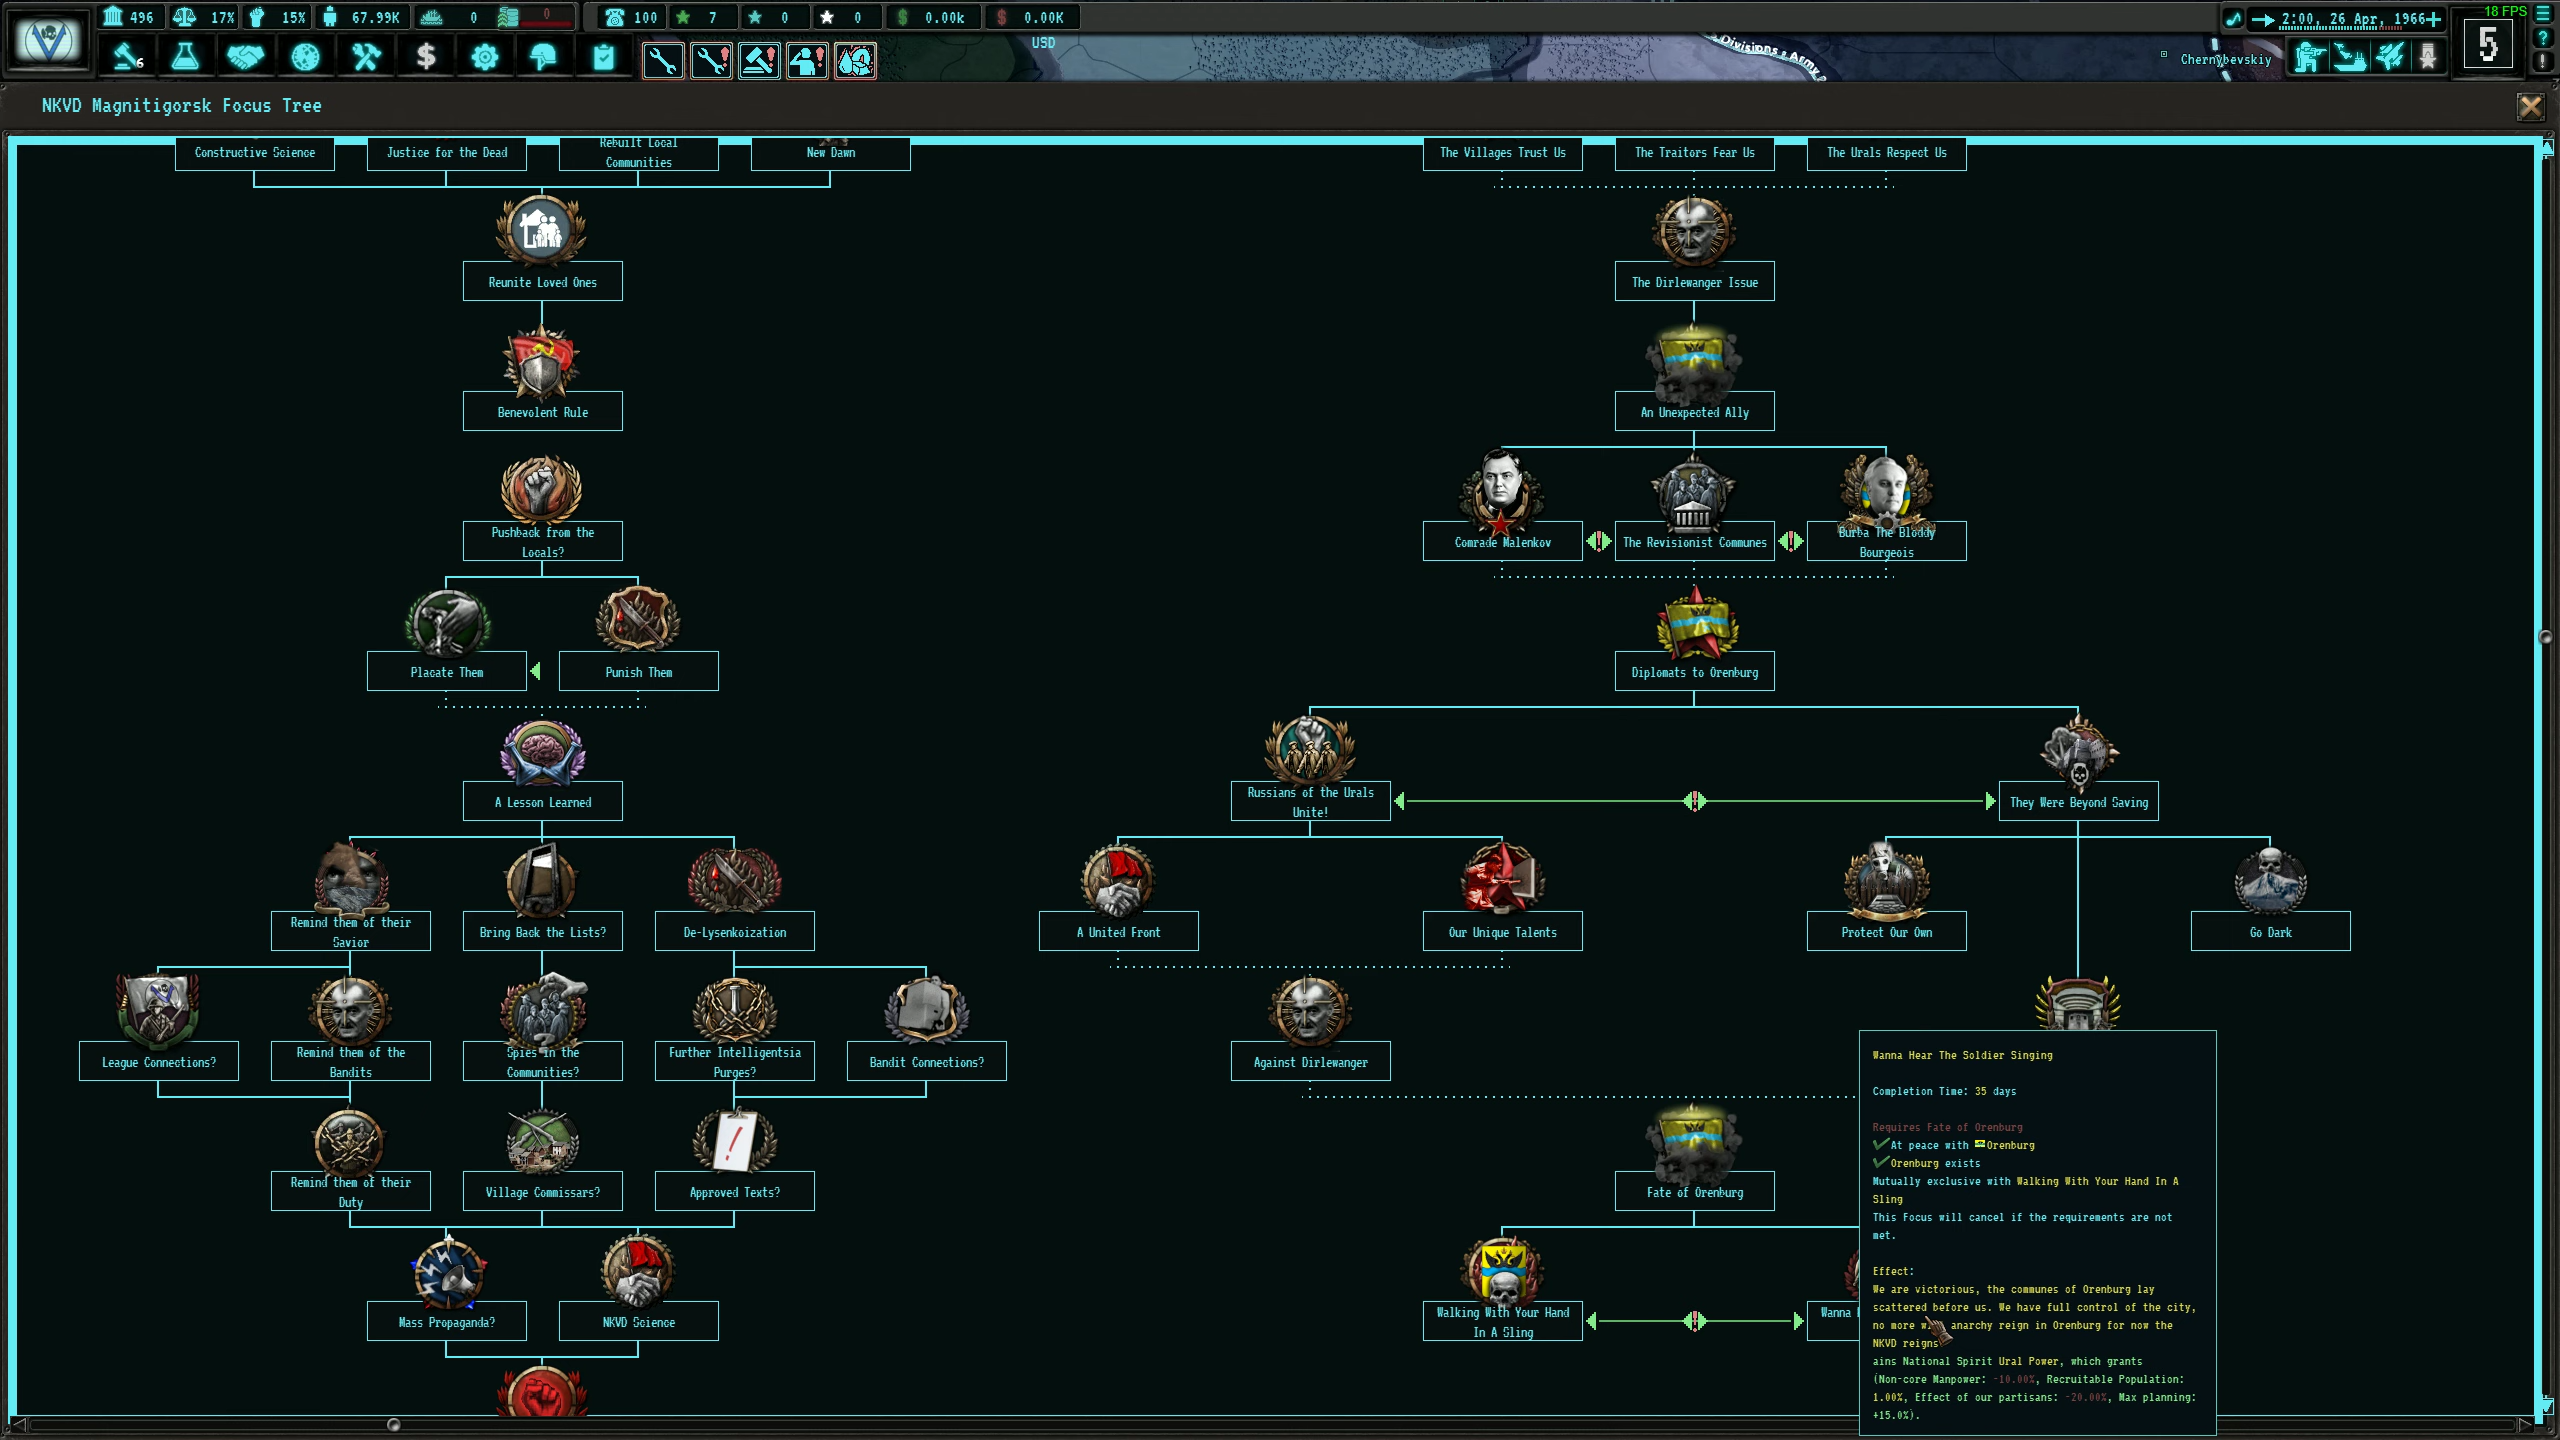 496
17%
15%
67.99K
0
0
100
7
0
0
0.00k
0.00K
18 FPS
2:00, 26 Apr, 1966
5
USD
Divisions
Army
NKVD Magnitigorsk Focus Tree
Constructive Science
Justice for the Dead
Rebuilt Local
Communities
New Dawn
The Villages Trust Us
The Traitors Fear Us
The Urals Respect Us
Reunite Loved Ones
The Dirlewanger Issue
Benevolent Rule
An Unexpected Ally
Pushback from the
Locals?
Comrade Malenkov
The Revisionist Communes
Burba The Bloody
Bourgeois
Placate Them
Punish Them
Diplomats to Orenburg
A Lesson Learned
Russians of the Urals
Unite!
They Were Beyond Saving
Remind them of their
Savior
Bring Back the Lists?
De-Lysenkoization
A United Front
Our Unique Talents
Protect Our Own
Go Dark
League Connections?
Remind them of the
Bandits
Spies in the
Communities?
Further Intelligentsia
Purges?
Bandit Connections?
Against Dirlewanger
Remind them of their
Duty
Village Commissars?
Approved Texts?
Fate of Orenburg
Mass Propaganda?
NKVD Science
Walking With Your Hand
In A Sling
Wanna
Wanna Hear The Soldier Singing
Completion Time: 35 days
Requires Fate of Orenburg
At peace with Orenburg
Orenburg exists
Mutually exclusive with Walking With Your Hand In A
Sling
This Focus will cancel if the requirements are not
met.
Effect:
We are victorious, the communes of Orenburg lay
scattered before us. We have full control of the city,
no more anarchy reign in Orenburg for now the
NKVD reigns
ains National Spirit Ural Power, which grants
(Non-core Manpower: -10.00%, Recruitable Population:
1.00%, Effect of our partisans: -20.00%, Max planning:
+15.0%).